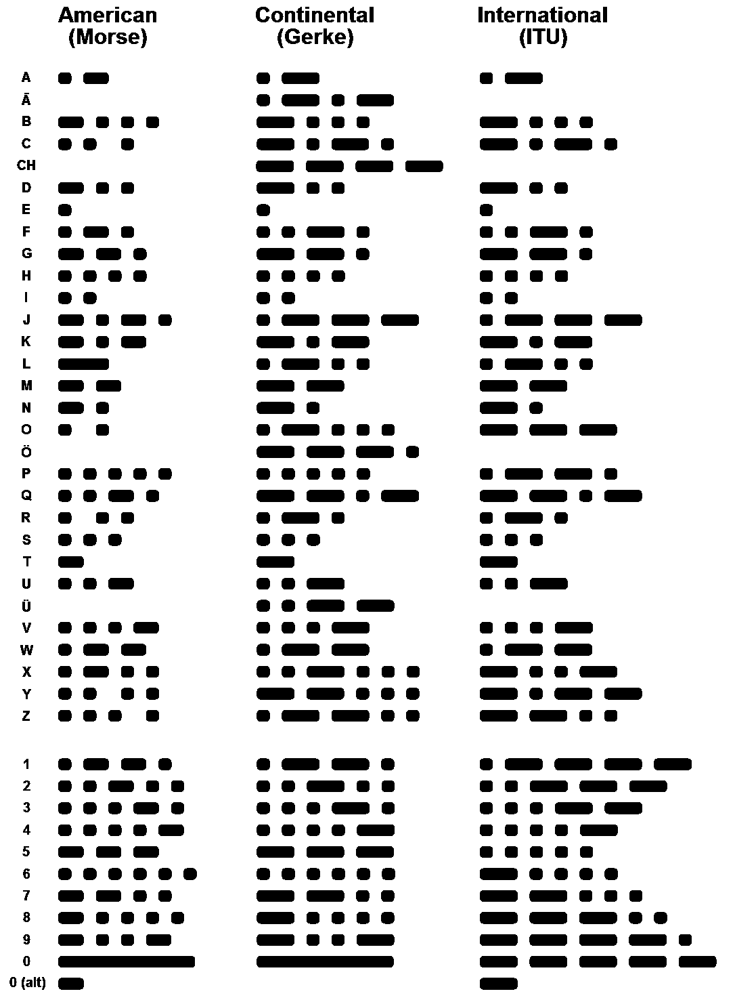 American Continental International
(Morse) (Gerke) (ITU)
A
Ā
B
C
CH
D
E
F
G
H
I
J
K
L
M
N
O
Ö
P
Q
R
S
T
U
Ü
V
W
X
Y
Z
1
2
3
4
5
6
7
8
9
0
0 (alt)